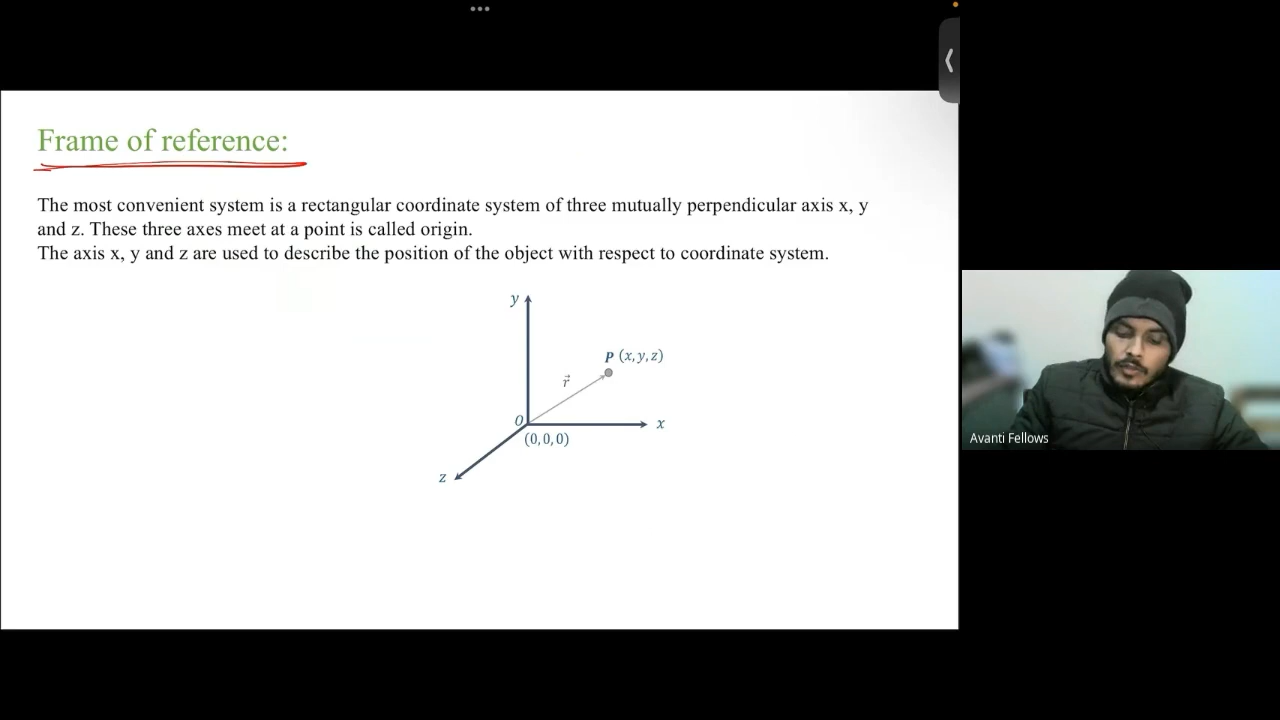 Frame of reference:
The most convenient system is a rectangular coordinate system of three mutually perpendicular axis x, y
and z. These three axes meet at a point is called origin.
The axis x, y and z are used to describe the position of the object with respect to coordinate system.
y
P (x, y, z)
r⃗
O
x
(0, 0, 0)
z
Avanti Fellows